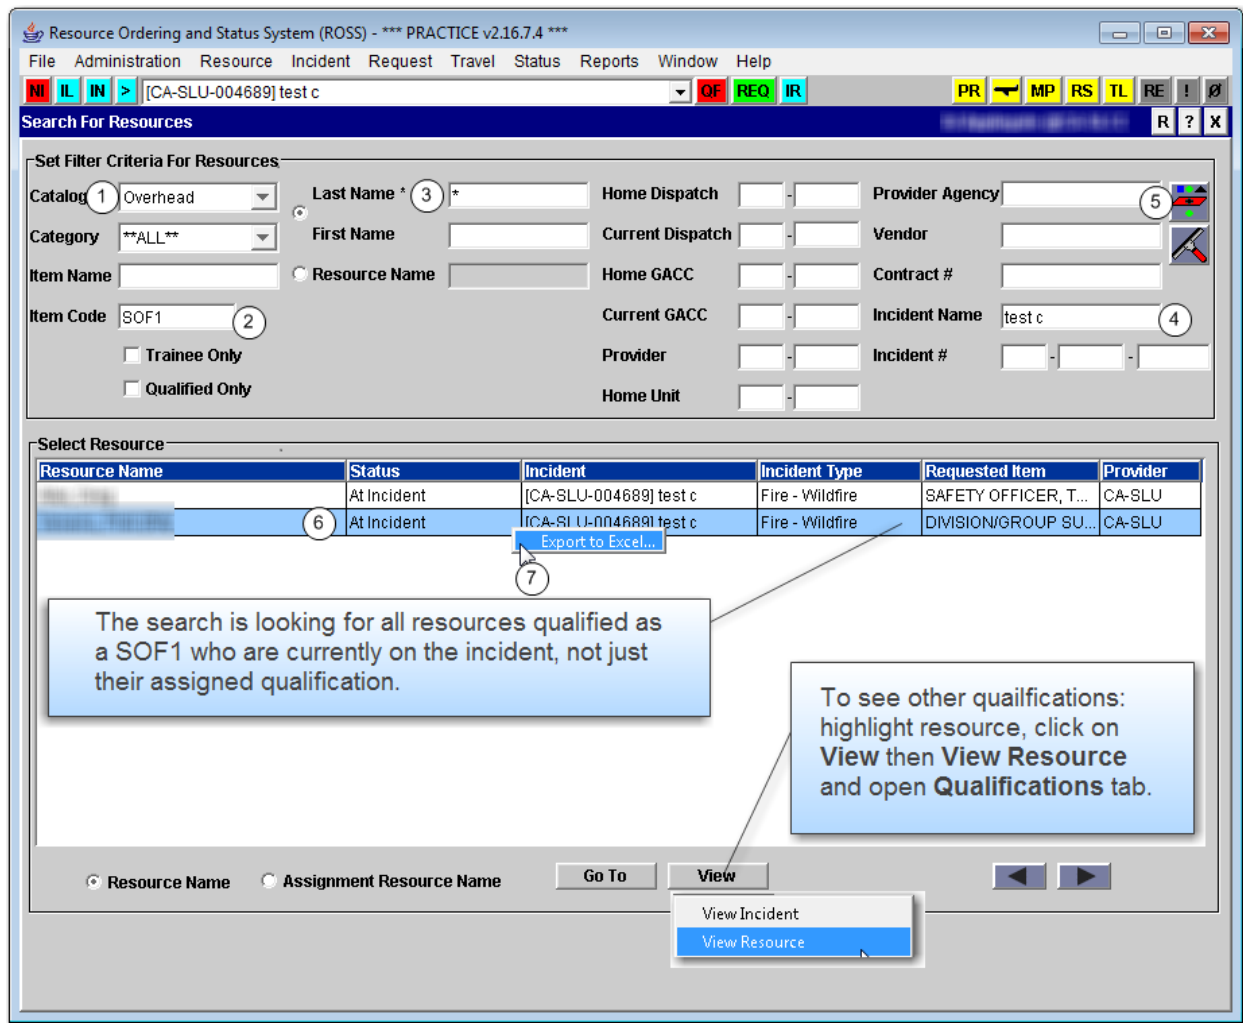 Resource Ordering and Status System (ROSS) - *** PRACTICE v2.16.7.4 ***
File Administration Resource Incident Request Travel Status Reports Window Help
NI IL IN > [CA-SLU-004689] test c QF REQ IR PR MP RS TL RE ! Ø
Search For Resources R ? X
Set Filter Criteria For Resources
Catalog 1 Overhead Last Name * 3 * Home Dispatch - Provider Agency 5
Category **ALL** First Name Current Dispatch - Vendor
Item Name Resource Name Home GACC - Contract #
Item Code SOF1 2 Current GACC - Incident Name test c 4
Trainee Only Provider - Incident # - -
Qualified Only Home Unit -
Select Resource
Resource Name Status Incident Incident Type Requested Item Provider
At Incident [CA-SLU-004689] test c Fire - Wildfire SAFETY OFFICER, T... CA-SLU
6 At Incident [CA-SLU-004689] test c Fire - Wildfire DIVISION/GROUP SU... CA-SLU
Export to Excel...
7
The search is looking for all resources qualified as
a SOF1 who are currently on the incident, not just
their assigned qualification.
To see other quailfications:
highlight resource, click on
View then View Resource
and open Qualifications tab.
Resource Name Assignment Resource Name Go To View
View Incident
View Resource